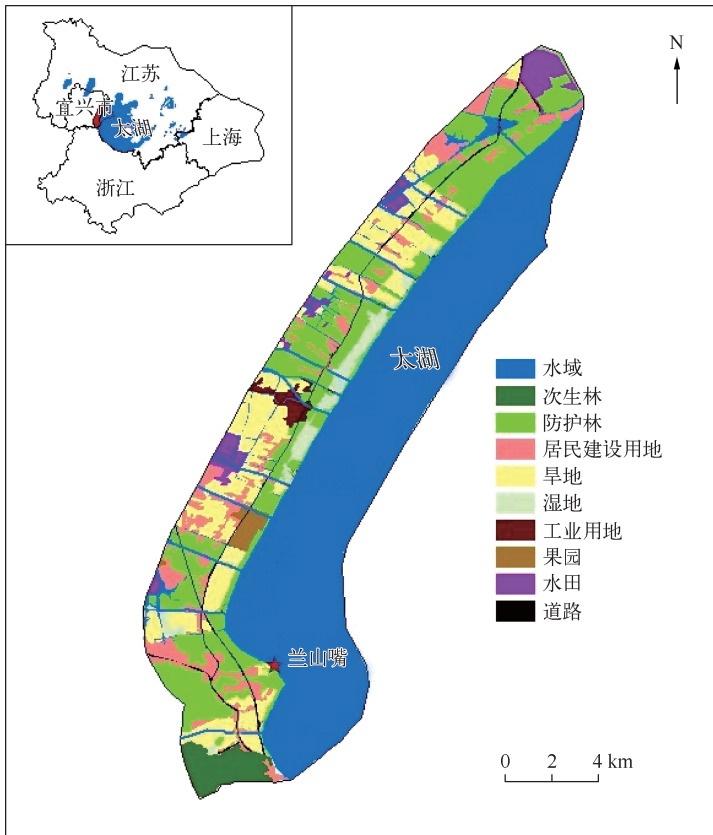 江苏
宜兴市
太湖
上海
浙江
N
太湖
水域
次生林
防护林
居民建设用地
旱地
湿地
工业用地
果园
水田
道路
兰山嘴
0 2 4 km